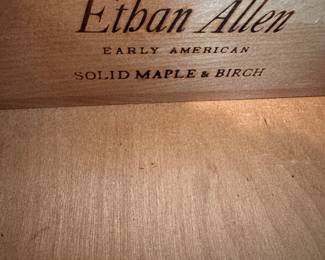 Ethan Allen
EARLY AMERICAN
SOLID MAPLE & BIRCH